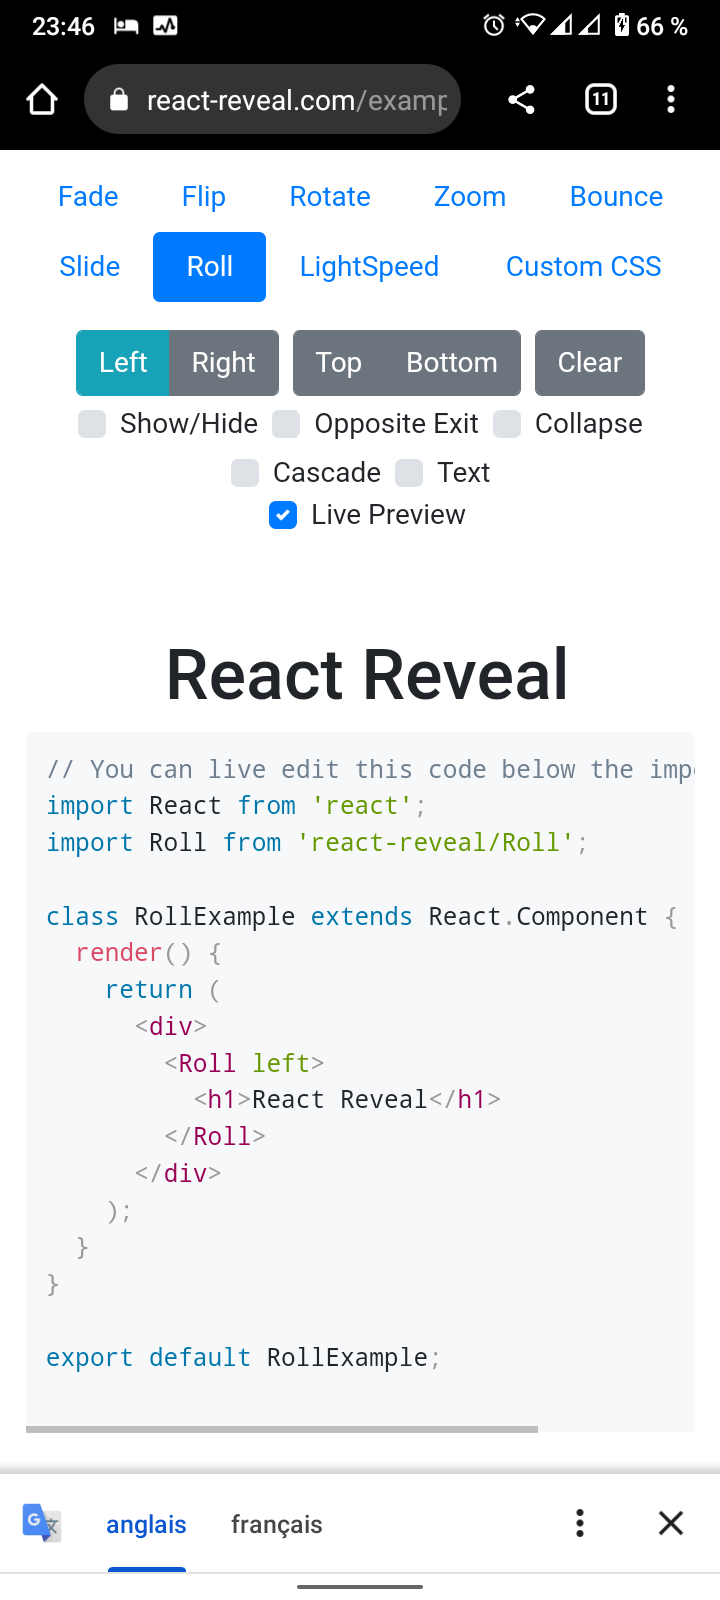 23:46
66 %
react-reveal.com/examp
11
Fade Flip Rotate Zoom Bounce
Slide Roll LightSpeed Custom CSS
Left Right Top Bottom Clear
Show/Hide Opposite Exit Collapse
Cascade Text
Live Preview
React Reveal
// You can live edit this code below the imp
import React from 'react';
import Roll from 'react-reveal/Roll';
class RollExample extends React.Component {
render() {
return (
<div>
<Roll left>
<h1>React Reveal</h1>
</Roll>
</div>
);
}
}
export default RollExample;
anglais français